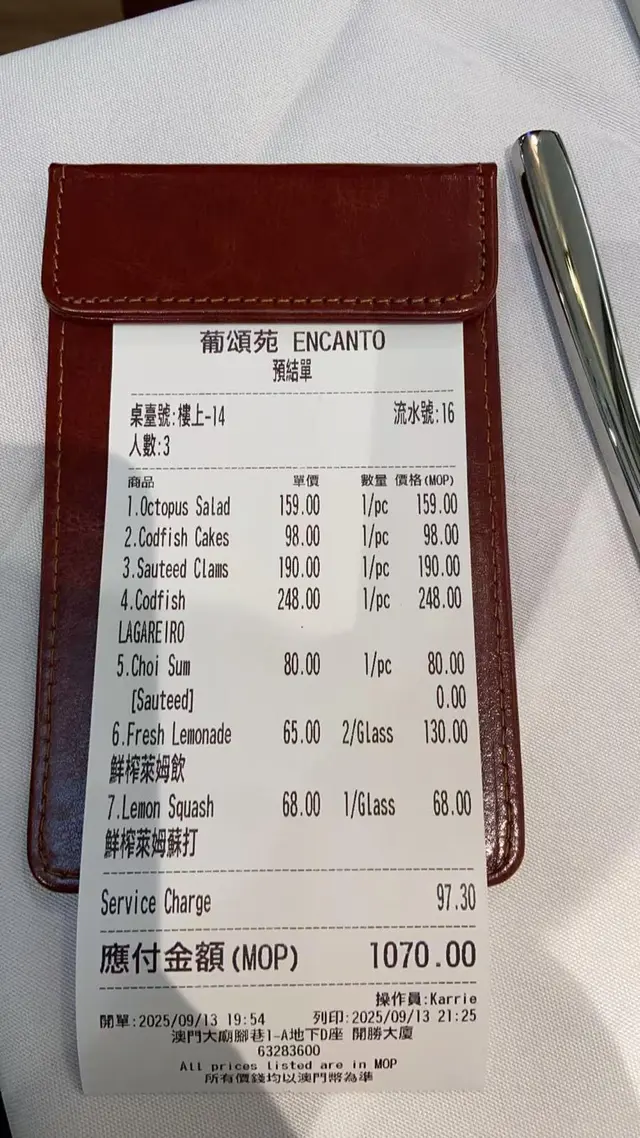 葡頌苑 ENCANTO
預結單
桌臺號:樓上-14 流水號:16
人數:3
商品 單價 數量 價格(MOP)
1.Octopus Salad 159.00 1/pc 159.00
2.Codfish Cakes 98.00 1/pc 98.00
3.Sauteed Clams 190.00 1/pc 190.00
4.Codfish 248.00 1/pc 248.00
LAGAREIRO
5.Choi Sum 80.00 1/pc 80.00
[Sauteed] 0.00
6.Fresh Lemonade 65.00 2/Glass 130.00
鮮榨萊姆飲
7.Lemon Squash 68.00 1/Glass 68.00
鮮榨萊姆蘇打
Service Charge 97.30
應付金額(MOP) 1070.00
操作員:Karrie
開單:2025/09/13 19:54 列印:2025/09/13 21:25
澳門大廟腳巷1-A地下D座 開勝大廈
63283600
All prices listed are in MOP
所有價錢均以澳門幣為準